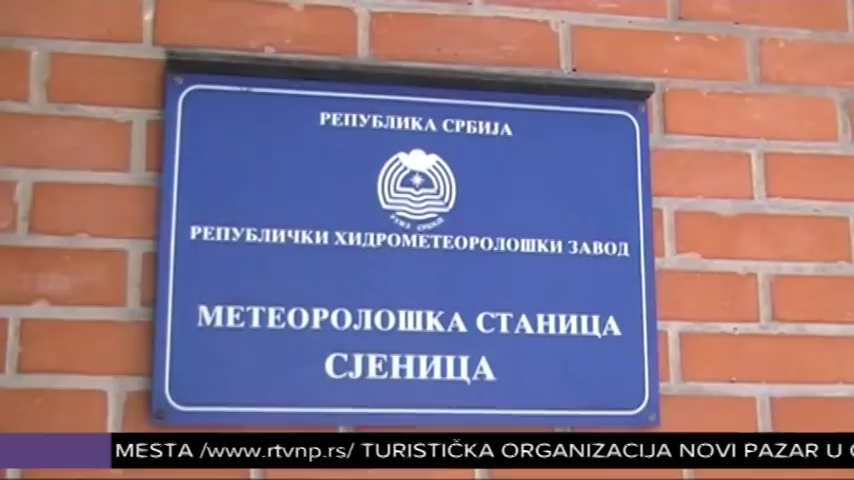 РЕПУБЛИКА СРБИЈА
РЕПУБЛИЧКИ ХИДРОМЕТЕОРОЛОШКИ ЗАВОД
МЕТЕОРОЛОШКА СТАНИЦА
СЈЕНИЦА
MESTA /www.rtvnp.rs/ TURISTIČKA ORGANIZACIJA NOVI PAZAR U